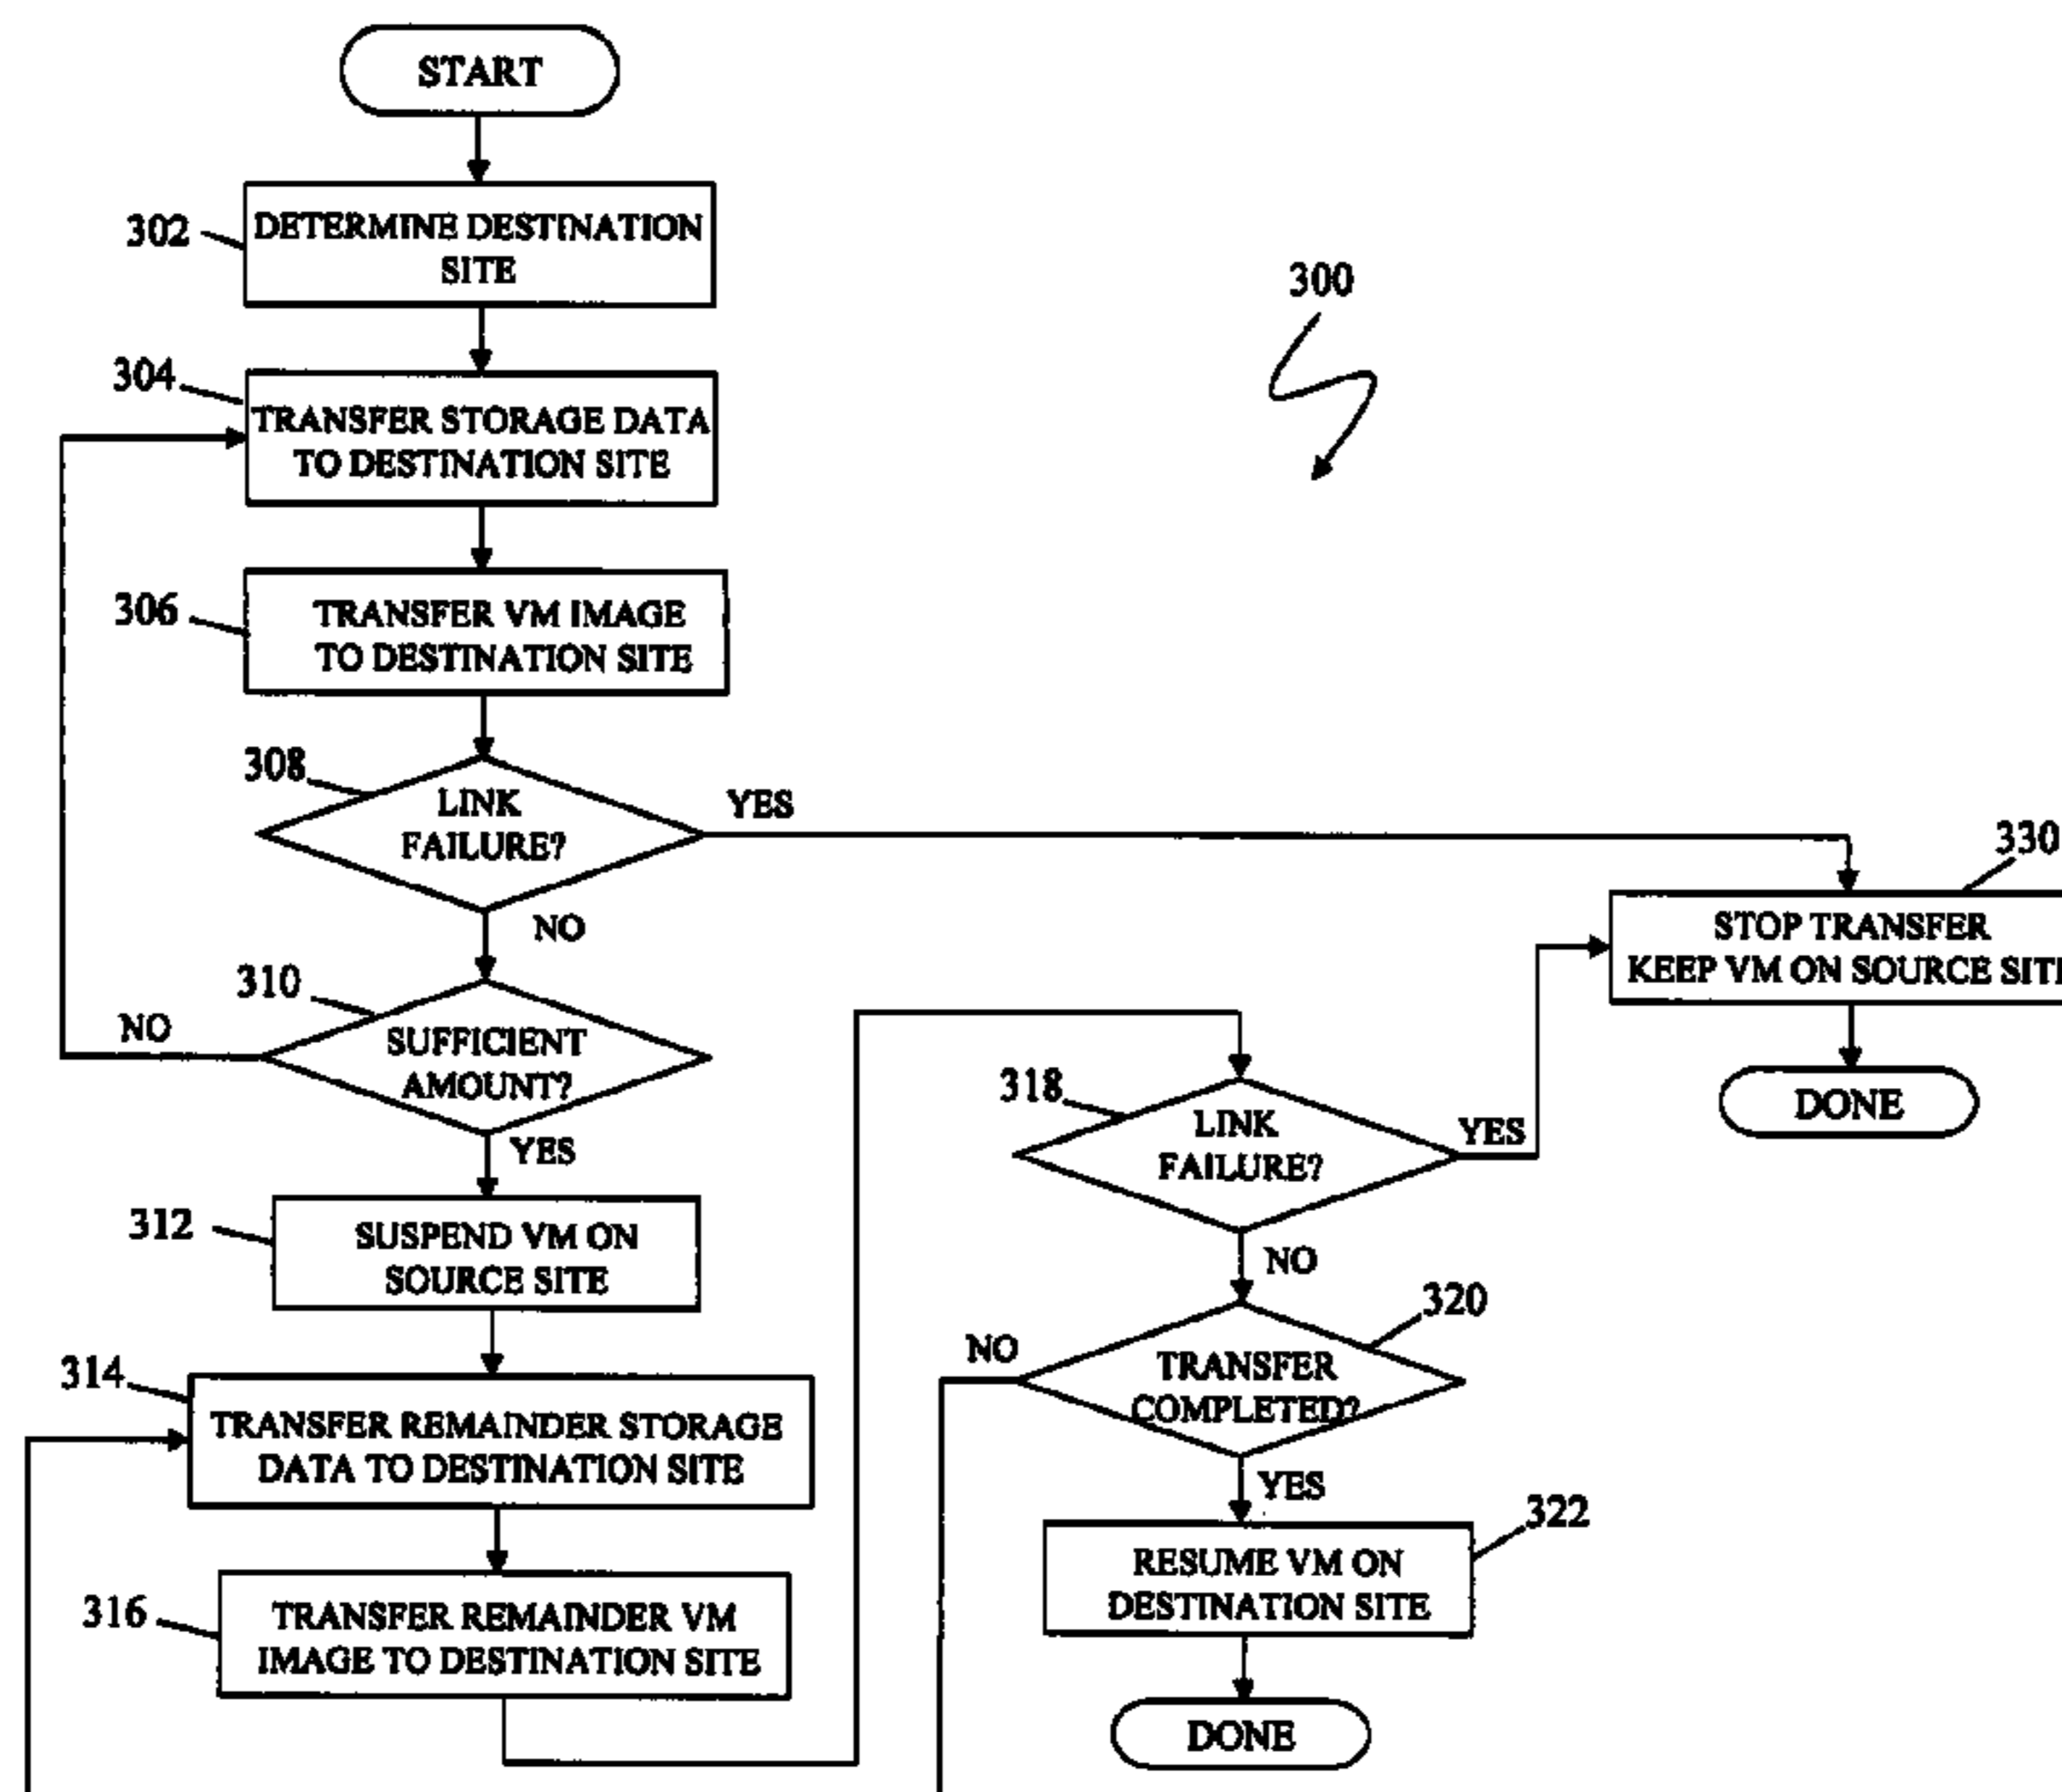 START
302
DETERMINE DESTINATION
SITE
300
304
TRANSFER STORAGE DATA
TO DESTINATION SITE
306
TRANSFER VM IMAGE
TO DESTINATION SITE
308
LINK
FAILURE?
YES
NO
330
STOP TRANSFER
KEEP VM ON SOURCE SITE
DONE
310
SUFFICIENT
AMOUNT?
NO
YES
312
SUSPEND VM ON
SOURCE SITE
314
TRANSFER REMAINDER STORAGE
DATA TO DESTINATION SITE
316
TRANSFER REMAINDER VM
IMAGE TO DESTINATION SITE
318
LINK
FAILURE?
YES
NO
320
TRANSFER
COMPLETED?
NO
YES
322
RESUME VM ON
DESTINATION SITE
DONE